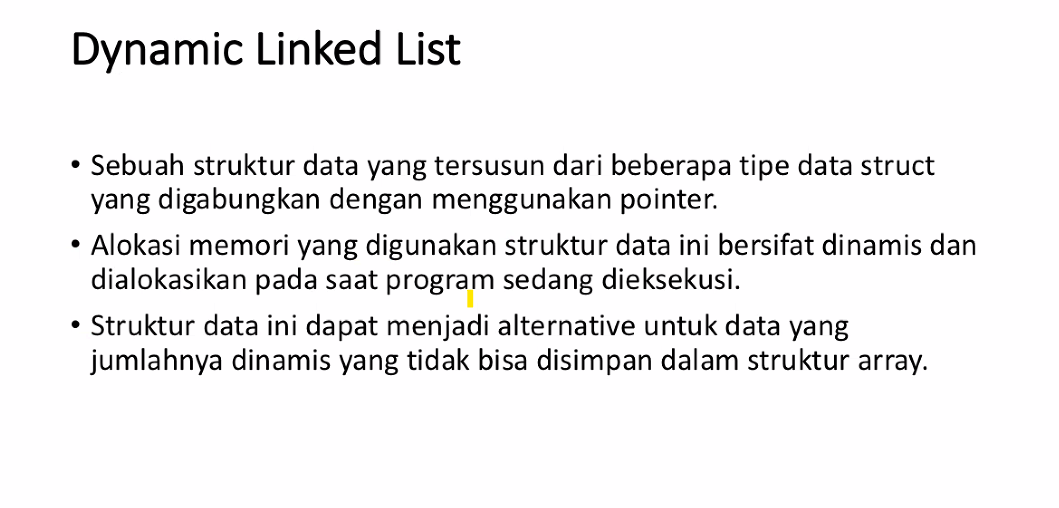 Dynamic Linked List
• Sebuah struktur data yang tersusun dari beberapa tipe data struct
yang digabungkan dengan menggunakan pointer.
• Alokasi memori yang digunakan struktur data ini bersifat dinamis dan
dialokasikan pada saat program sedang dieksekusi.
• Struktur data ini dapat menjadi alternative untuk data yang
jumlahnya dinamis yang tidak bisa disimpan dalam struktur array.